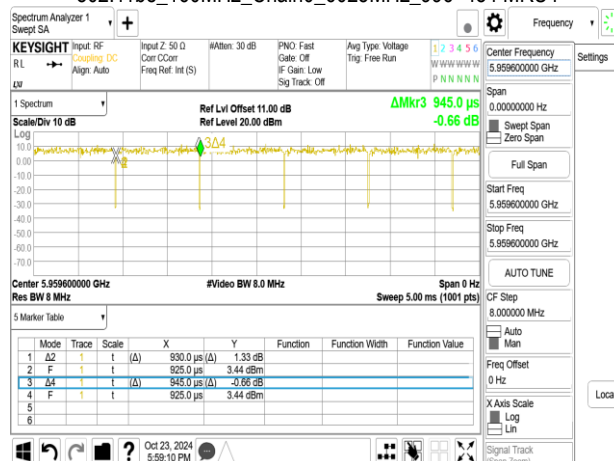 Spectrum Analyzer 1
Swept SA
Frequency
Settings
KEYSIGHT
RL
Input: RF
Coupling: DC
Align: Auto
Input Z: 50 Ω
Corr CCorr
Freq Ref: Int (S)
#Atten: 30 dB
PNO: Fast
Gate: Off
IF Gain: Low
Sig Track: Off
Avg Type: Voltage
Trig: Free Run
1 2 3 4 5 6
W W W W W W
P N N N N N
1 Spectrum
Scale/Div 10 dB
Ref Lvl Offset 11.00 dB
Ref Level 20.00 dBm
ΔMkr3 945.0 µs
-0.66 dB
Log
10.0
0.00
-10.0
-20.0
-30.0
-40.0
-50.0
-60.0
-70.0
3Δ4
Center 5.959600000 GHz
Res BW 8 MHz
#Video BW 8.0 MHz
Span 0 Hz
Sweep 5.00 ms (1001 pts)
5 Marker Table
Mode Trace Scale X Y Function Function Width Function Value
1 Δ2 1 t (Δ) 930.0 µs (Δ) 1.33 dB
2 F 1 t 925.0 µs 3.44 dBm
3 Δ4 1 t (Δ) 945.0 µs (Δ) -0.66 dB
4 F 1 t 925.0 µs 3.44 dBm
5
6
Center Frequency
5.959600000 GHz
Span
0.00000000 Hz
Swept Span
Zero Span
Full Span
Start Freq
5.959600000 GHz
Stop Freq
5.959600000 GHz
AUTO TUNE
CF Step
8.000000 MHz
Auto
Man
Freq Offset
0 Hz
X Axis Scale
Log
Lin
Signal Track
Loca
Oct 23, 2024
5:59:10 PM